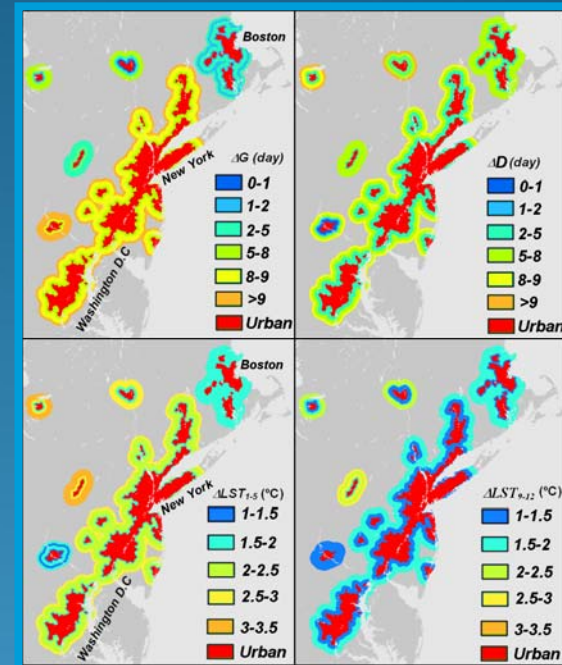 Boston
New York
Washington D.C
ΔG (day)
0-1
1-2
2-5
5-8
8-9
>9
Urban
ΔD (day)
0-1
1-2
2-5
5-8
8-9
>9
Urban
Boston
New York
Washington D.C
ΔLST1-5 (ºC)
1-1.5
1.5-2
2-2.5
2.5-3
3-3.5
Urban
ΔLST9-12 (ºC)
1-1.5
1.5-2
2-2.5
2.5-3
3-3.5
Urban